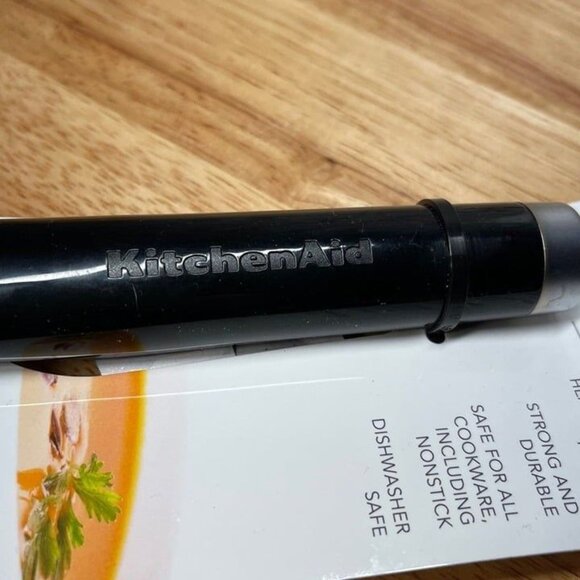 KitchenAid
STRONG AND
DURABLE
SAFE FOR ALL
COOKWARE,
INCLUDING
NONSTICK
DISHWASHER
SAFE